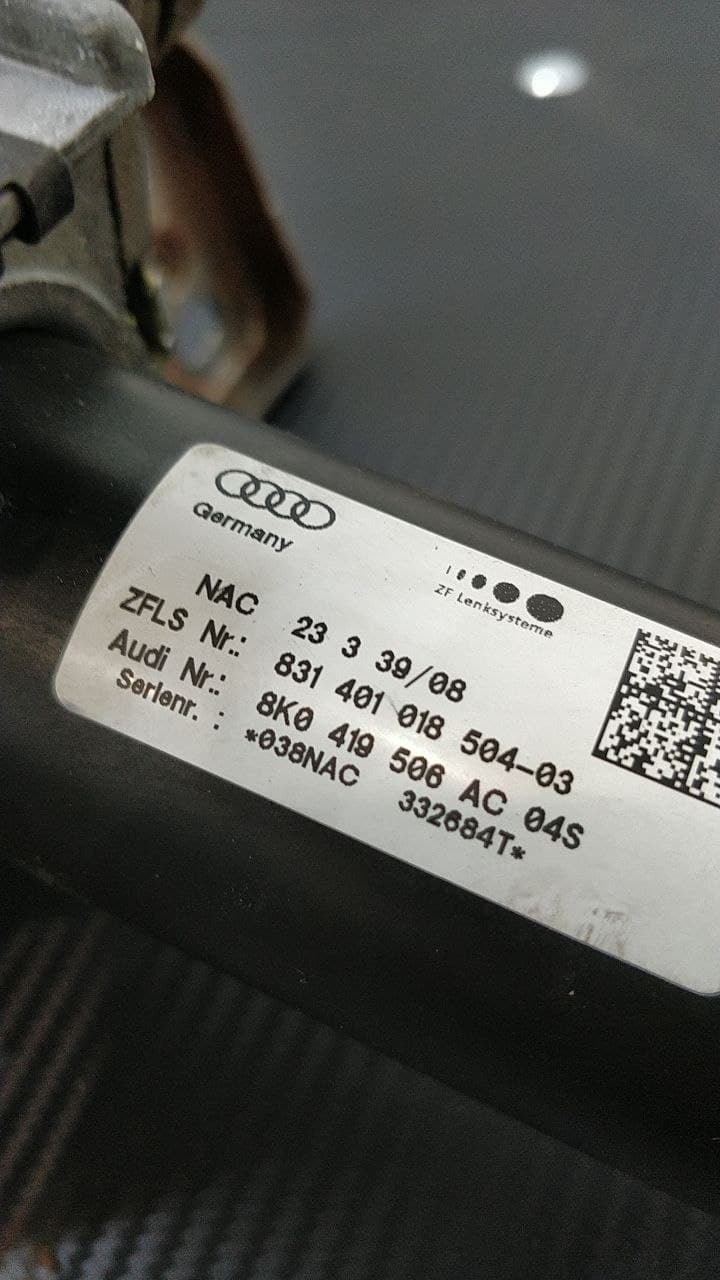 Germany
ZF Lenksysteme
NAC 23 3 39/08
ZFLS Nr.: 831 401 018 504-03
Audi Nr.: 8K0 419 506 AC 04S
Serienr. : *038NAC 332684T*